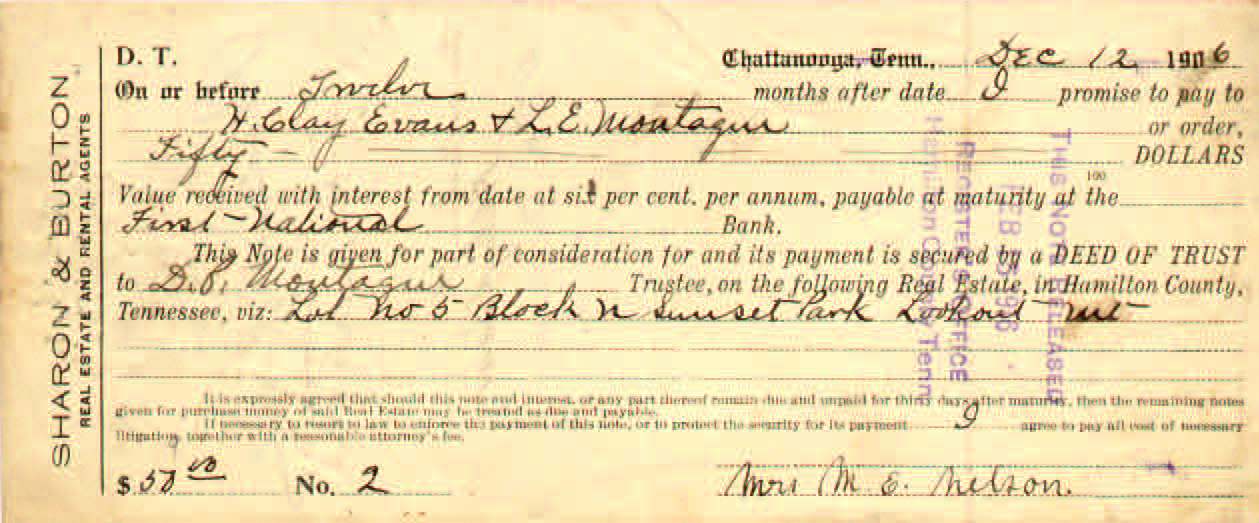 SHARON & BURTON
REAL ESTATE AND RENTAL AGENTS
D. T. Chattanooga, Tenn., Dec 12, 1906
On or before Twelve months after date I promise to pay to
H. Clay Evans & L. E. Montague or order,
Fifty — DOLLARS
100
Value received with interest from date at six per cent. per annum, payable at maturity at the
First National Bank.
This Note is given for part of consideration for and its payment is secured by a DEED OF TRUST
to D. P. Montague Trustee, on the following Real Estate, in Hamilton County,
Tennessee, viz: Lot No 5 Block N Sunset Park Lookout Mt
It is expressly agreed that should this note and interest, or any part thereof remain due and unpaid for thirty days after maturity, then the remaining notes
given for purchase money of said Real Estate may be treated as due and payable.
If necessary to resort to law to enforce the payment of this note, or to protect the security for its payment I agree to pay all cost of necessary
litigation, together with a reasonable attorney's fee.
$ 50 00 No. 2 Mrs M. E. Nelson.
THIS NOTE RELEASED
FEB 5 1906.
REGISTER'S OFFICE
Hamilton County Tenn